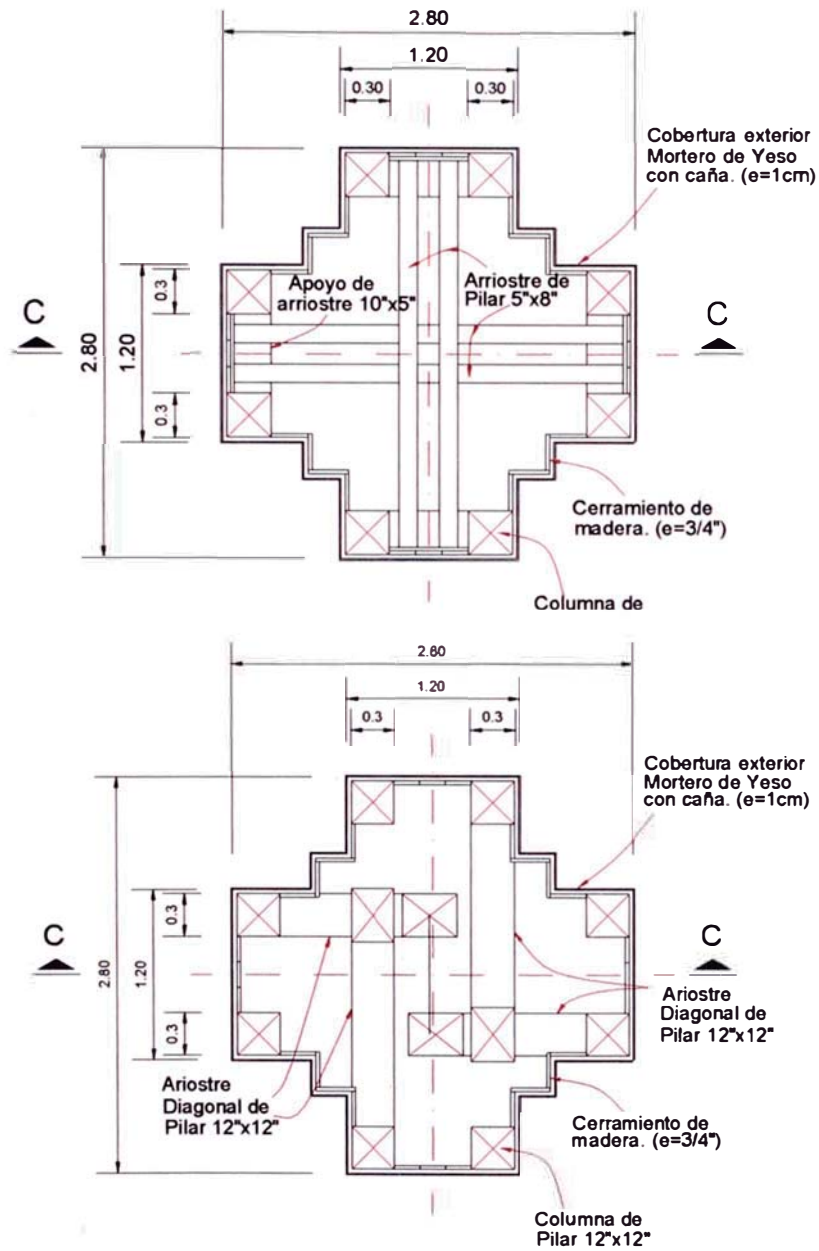 2.80
1.20
0.30
0.30
Cobertura exterior
Mortero de Yeso
con caña. (e=1cm)
Apoyo de
arriostre 10"x5"
Arriostre de
Pilar 5"x8"
C
C
2.80
1.20
0.3
0.3
Cerramiento de
madera. (e=3/4")
Columna de
2.80
1.20
0.3
0.3
Cobertura exterior
Mortero de Yeso
con caña. (e=1cm)
C
C
2.80
1.20
0.3
0.3
Ariostre
Diagonal de
Pilar 12"x12"
Ariostre
Diagonal de
Pilar 12"x12"
Cerramiento de
madera. (e=3/4")
Columna de
Pilar 12"x12"